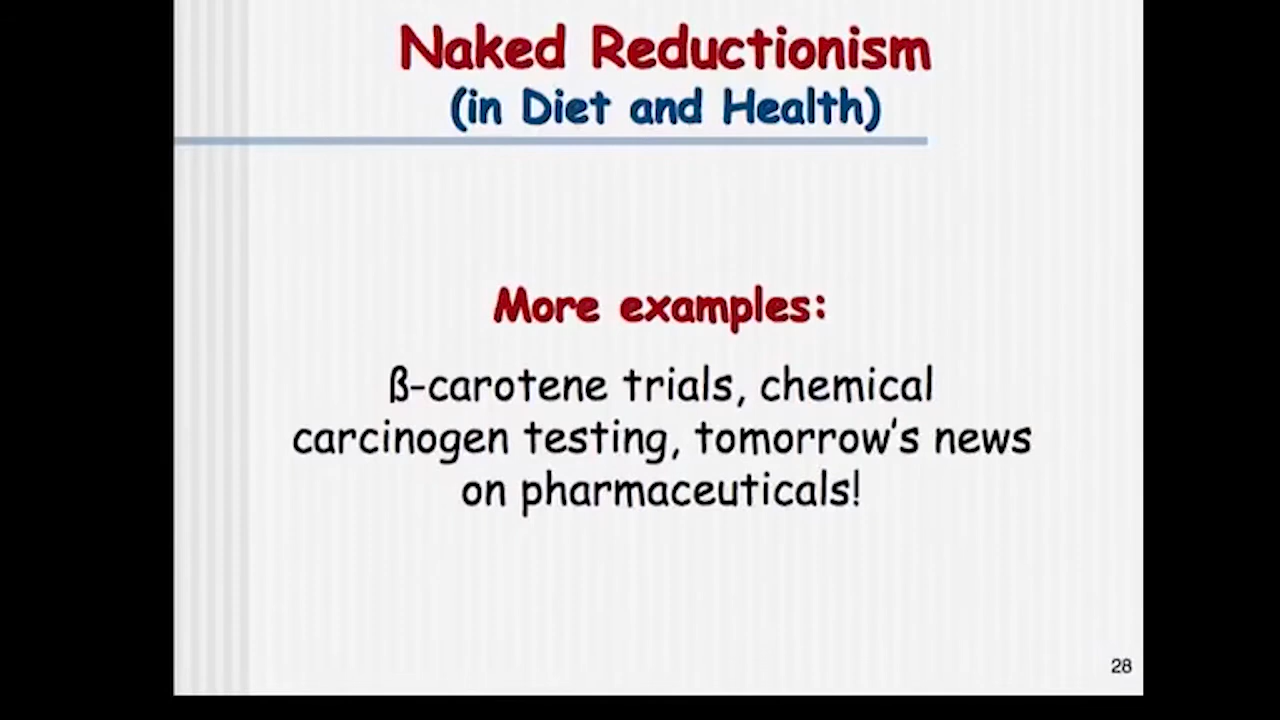 Naked Reductionism
(in Diet and Health)
More examples:
ß-carotene trials, chemical
carcinogen testing, tomorrow's news
on pharmaceuticals!
28